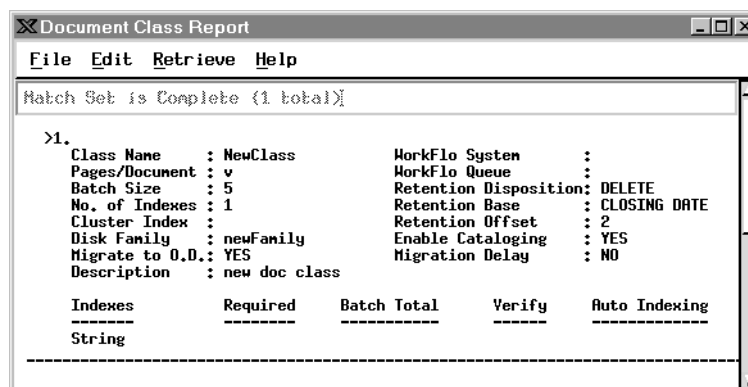 Document Class Report
File Edit Retrieve Help
Match Set is Complete (1 total)
>1.
Class Name : NewClass WorkFlo System :
Pages/Document : v WorkFlo Queue :
Batch Size : 5 Retention Disposition: DELETE
No. of Indexes : 1 Retention Base : CLOSING DATE
Cluster Index : Retention Offset : 2
Disk Family : newFamily Enable Cataloging : YES
Migrate to O.D.: YES Migration Delay : NO
Description : new doc class
Indexes Required Batch Total Verify Auto Indexing
------- -------- ----------- ------ -------------
String